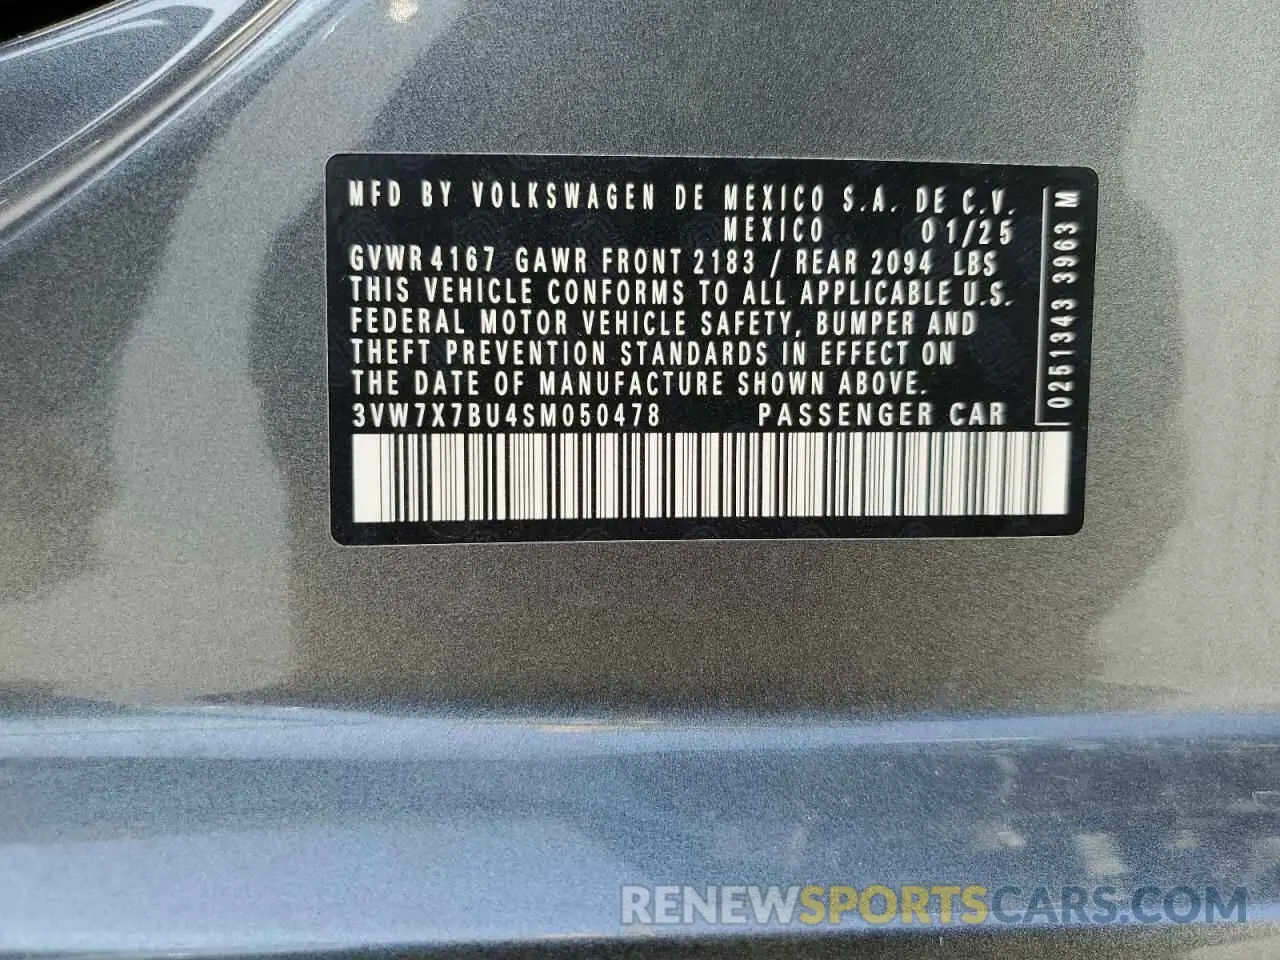 MFD BY VOLKSWAGEN DE MEXICO S.A. DE C.V.
MEXICO 01/25
GVWR 4167 GAWR FRONT 2183 / REAR 2094 LBS
THIS VEHICLE CONFORMS TO ALL APPLICABLE U.S.
FEDERAL MOTOR VEHICLE SAFETY, BUMPER AND
THEFT PREVENTION STANDARDS IN EFFECT ON
THE DATE OF MANUFACTURE SHOWN ABOVE.
3VW7X7BU4SM050478 PASSENGER CAR
0251343 3963 M
RENEWSPORTSCARS.COM